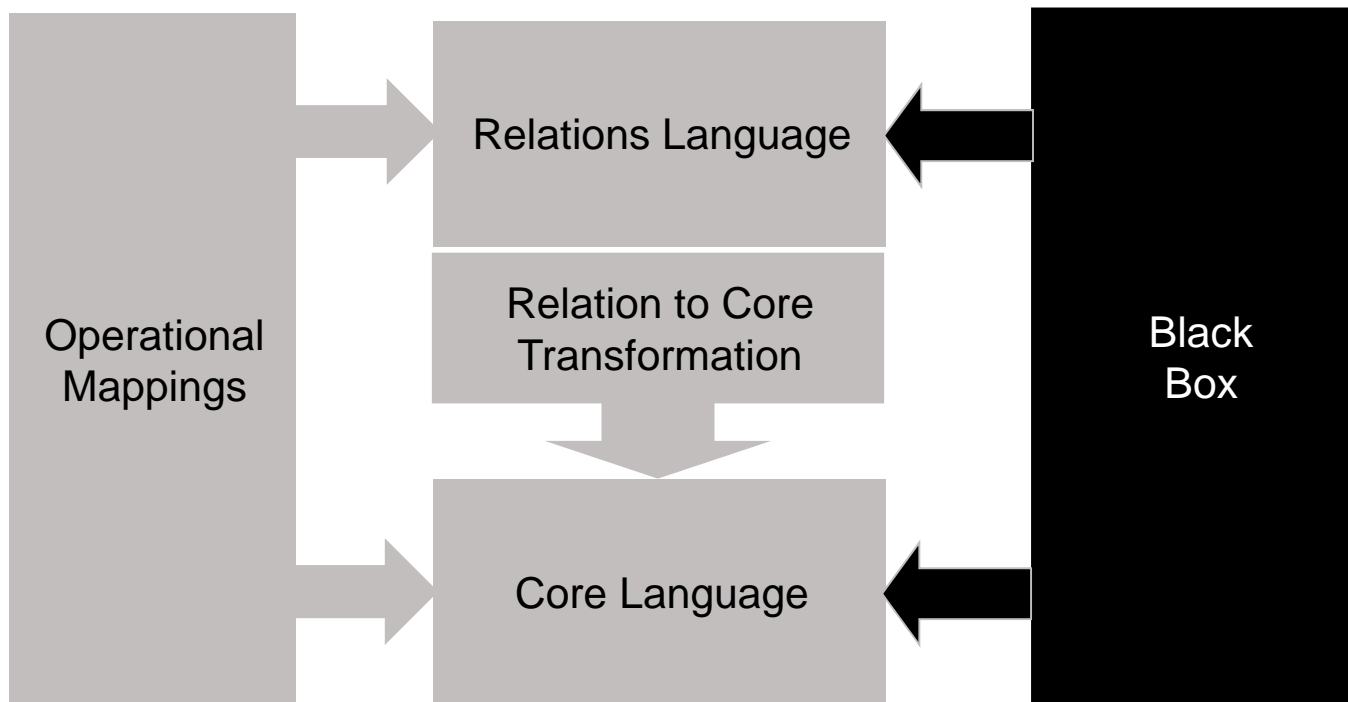 Relations Language
Relation to Core
Transformation
Operational
Mappings
Black
Box
Core Language